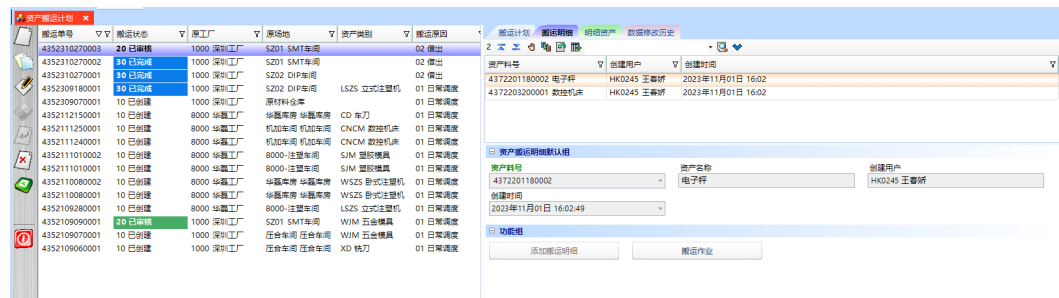 资产搬运计划
搬运单号 搬运状态 原工厂 原场地 资产类别 搬运原因
4352310270003 20 已审核 1000 深圳工厂 SZ01 SMT车间 02 借出
4352310270002 30 已完成 1000 深圳工厂 SZ01 SMT车间 02 借出
4352310270001 30 已完成 1000 深圳工厂 SZ02 DIP车间 02 借出
4352309180001 30 已完成 1000 深圳工厂 SZ02 DIP车间 LSZS 立式注塑机 01 日常调度
4352309070001 10 已创建 1000 深圳工厂 原材料仓库 01 日常调度
4352112150001 10 已创建 8000 华磊工厂 华磊库房 华磊库房 CD 车刀 01 日常调度
4352111250001 10 已创建 8000 华磊工厂 机加车间 机加车间 CNCM 数控机床 01 日常调度
4352111240001 10 已创建 8000 华磊工厂 机加车间 机加车间 CNCM 数控机床 01 日常调度
4352111010002 10 已创建 8000 华磊工厂 8000-注塑车间 SJM 塑胶模具 01 日常调度
4352111010001 10 已创建 8000 华磊工厂 8000-注塑车间 SJM 塑胶模具 01 日常调度
4352110080002 10 已创建 8000 华磊工厂 华磊库房 华磊库房 WSZS 卧式注塑机 01 日常调度
4352110080001 10 已创建 8000 华磊工厂 华磊库房 华磊库房 WSZS 卧式注塑机 01 日常调度
4352109280001 10 已创建 8000 华磊工厂 8000-注塑车间 LSZS 立式注塑机 01 日常调度
4352109090001 20 已审核 1000 深圳工厂 SZ01 SMT车间 WJM 五金模具 01 日常调度
4352109070001 10 已创建 1000 深圳工厂 压合车间 压合车间 WJM 五金模具 01 日常调度
4352109060001 10 已创建 1000 深圳工厂 压合车间 压合车间 XD 铣刀 01 日常调度
搬运计划 搬运明细 明细资产 数据修改历史
2
资产料号 创建用户 创建时间
4372201180002 电子秤 HK0245 王春娇 2023年11月01日 16:02
4372203200001 数控机床 HK0245 王春娇 2023年11月01日 16:02
资产搬运明细默认组
资产料号 资产名称 创建用户
4372201180002 电子秤 HK0245 王春娇
创建时间
2023年11月01日 16:02:49
功能组
添加搬运明细 搬运作业